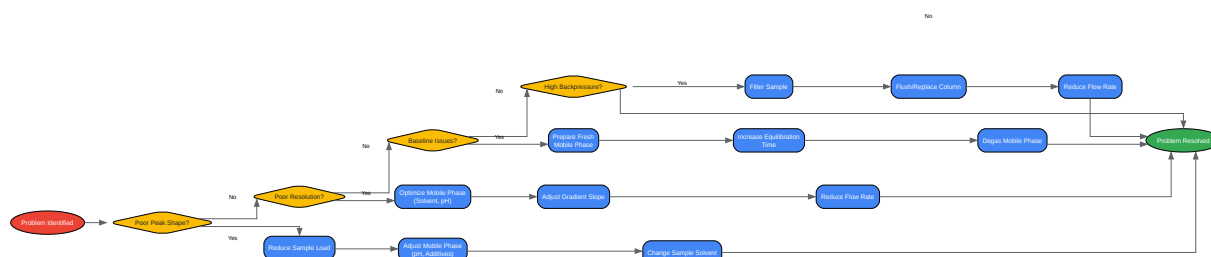 No
High Backpressure?
Yes
Filter Sample
Flush/Replace Column
Reduce Flow Rate
No
Baseline Issues?
Yes
Prepare Fresh
Mobile Phase
Increase Equilibration
Time
Degas Mobile Phase
Problem Resolved
No
Poor Resolution?
Yes
Optimize Mobile Phase
(Solvent, pH)
Adjust Gradient Slope
Reduce Flow Rate
No
Problem Identified
Poor Peak Shape?
Yes
Reduce Sample Load
Adjust Mobile Phase
(pH, Additives)
Change Sample Solvent